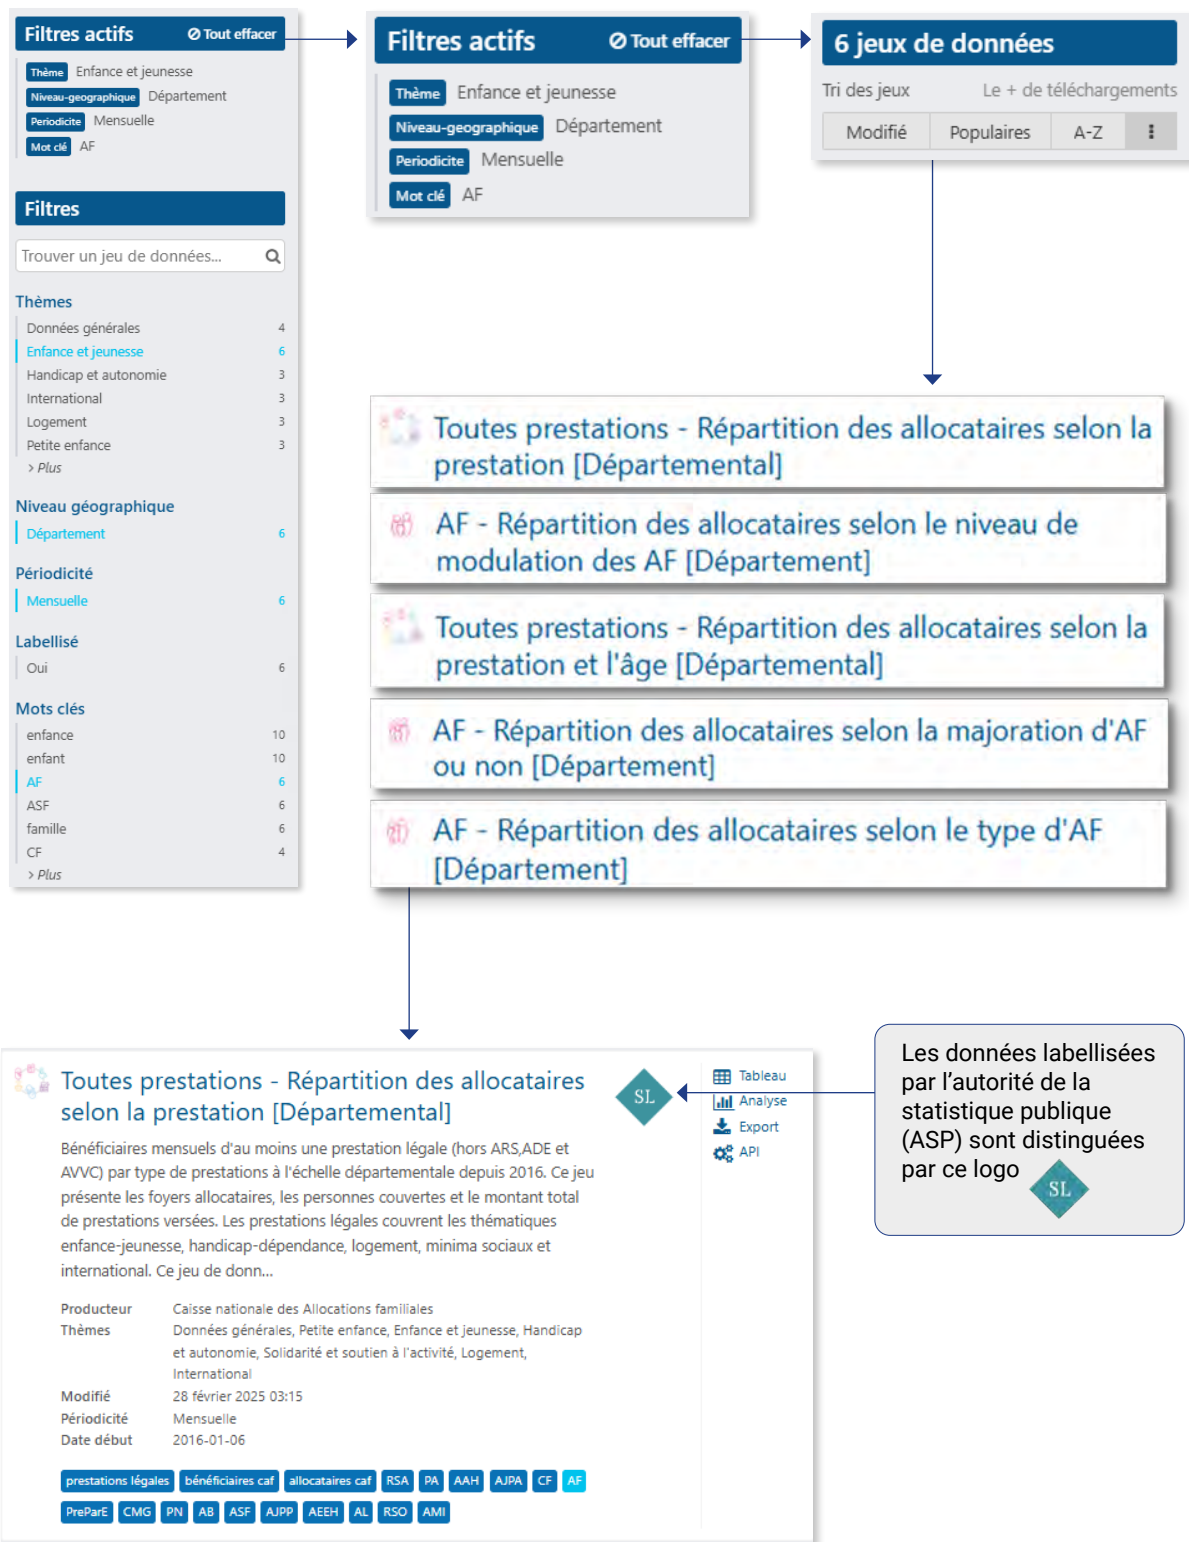 Filtres actifs
Tout effacer
Thème Enfance et jeunesse
Niveau-geographique Département
Periodicite Mensuelle
Mot clé AF
Filtres
Trouver un jeu de données...
Thèmes
Données générales 4
Enfance et jeunesse 6
Handicap et autonomie 3
International 3
Logement 3
Petite enfance 3
> Plus
Niveau géographique
Département 6
Périodicité
Mensuelle 6
Labellisé
Oui 6
Mots clés
enfance 10
enfant 10
AF 6
ASF 6
famille 6
CF 4
> Plus
Filtres actifs
Tout effacer
Thème Enfance et jeunesse
Niveau-geographique Département
Periodicite Mensuelle
Mot clé AF
6 jeux de données
Tri des jeux Le + de téléchargements
Modifié Populaires A-Z
Toutes prestations - Répartition des allocataires selon la
prestation [Départemental]
AF - Répartition des allocataires selon le niveau de
modulation des AF [Département]
Toutes prestations - Répartition des allocataires selon la
prestation et l'âge [Départemental]
AF - Répartition des allocataires selon la majoration d'AF
ou non [Département]
AF - Répartition des allocataires selon le type d'AF
[Département]
Toutes prestations - Répartition des allocataires
selon la prestation [Départemental]
SL
Bénéficiaires mensuels d'au moins une prestation légale (hors ARS,ADE et
AVVC) par type de prestations à l'échelle départementale depuis 2016. Ce jeu
présente les foyers allocataires, les personnes couvertes et le montant total
de prestations versées. Les prestations légales couvrent les thématiques
enfance-jeunesse, handicap-dépendance, logement, minima sociaux et
international. Ce jeu de donn...
Producteur Caisse nationale des Allocations familiales
Thèmes Données générales, Petite enfance, Enfance et jeunesse, Handicap
et autonomie, Solidarité et soutien à l'activité, Logement,
International
Modifié 28 février 2025 03:15
Périodicité Mensuelle
Date début 2016-01-06
prestations légales bénéficiaires caf allocataires caf RSA PA AAH AJPA CF AF
PreParE CMG PN AB ASF AJPP AEEH AL RSO AMI
Tableau
Analyse
Export
API
Les données labellisées
par l’autorité de la
statistique publique
(ASP) sont distinguées
par ce logo
SL